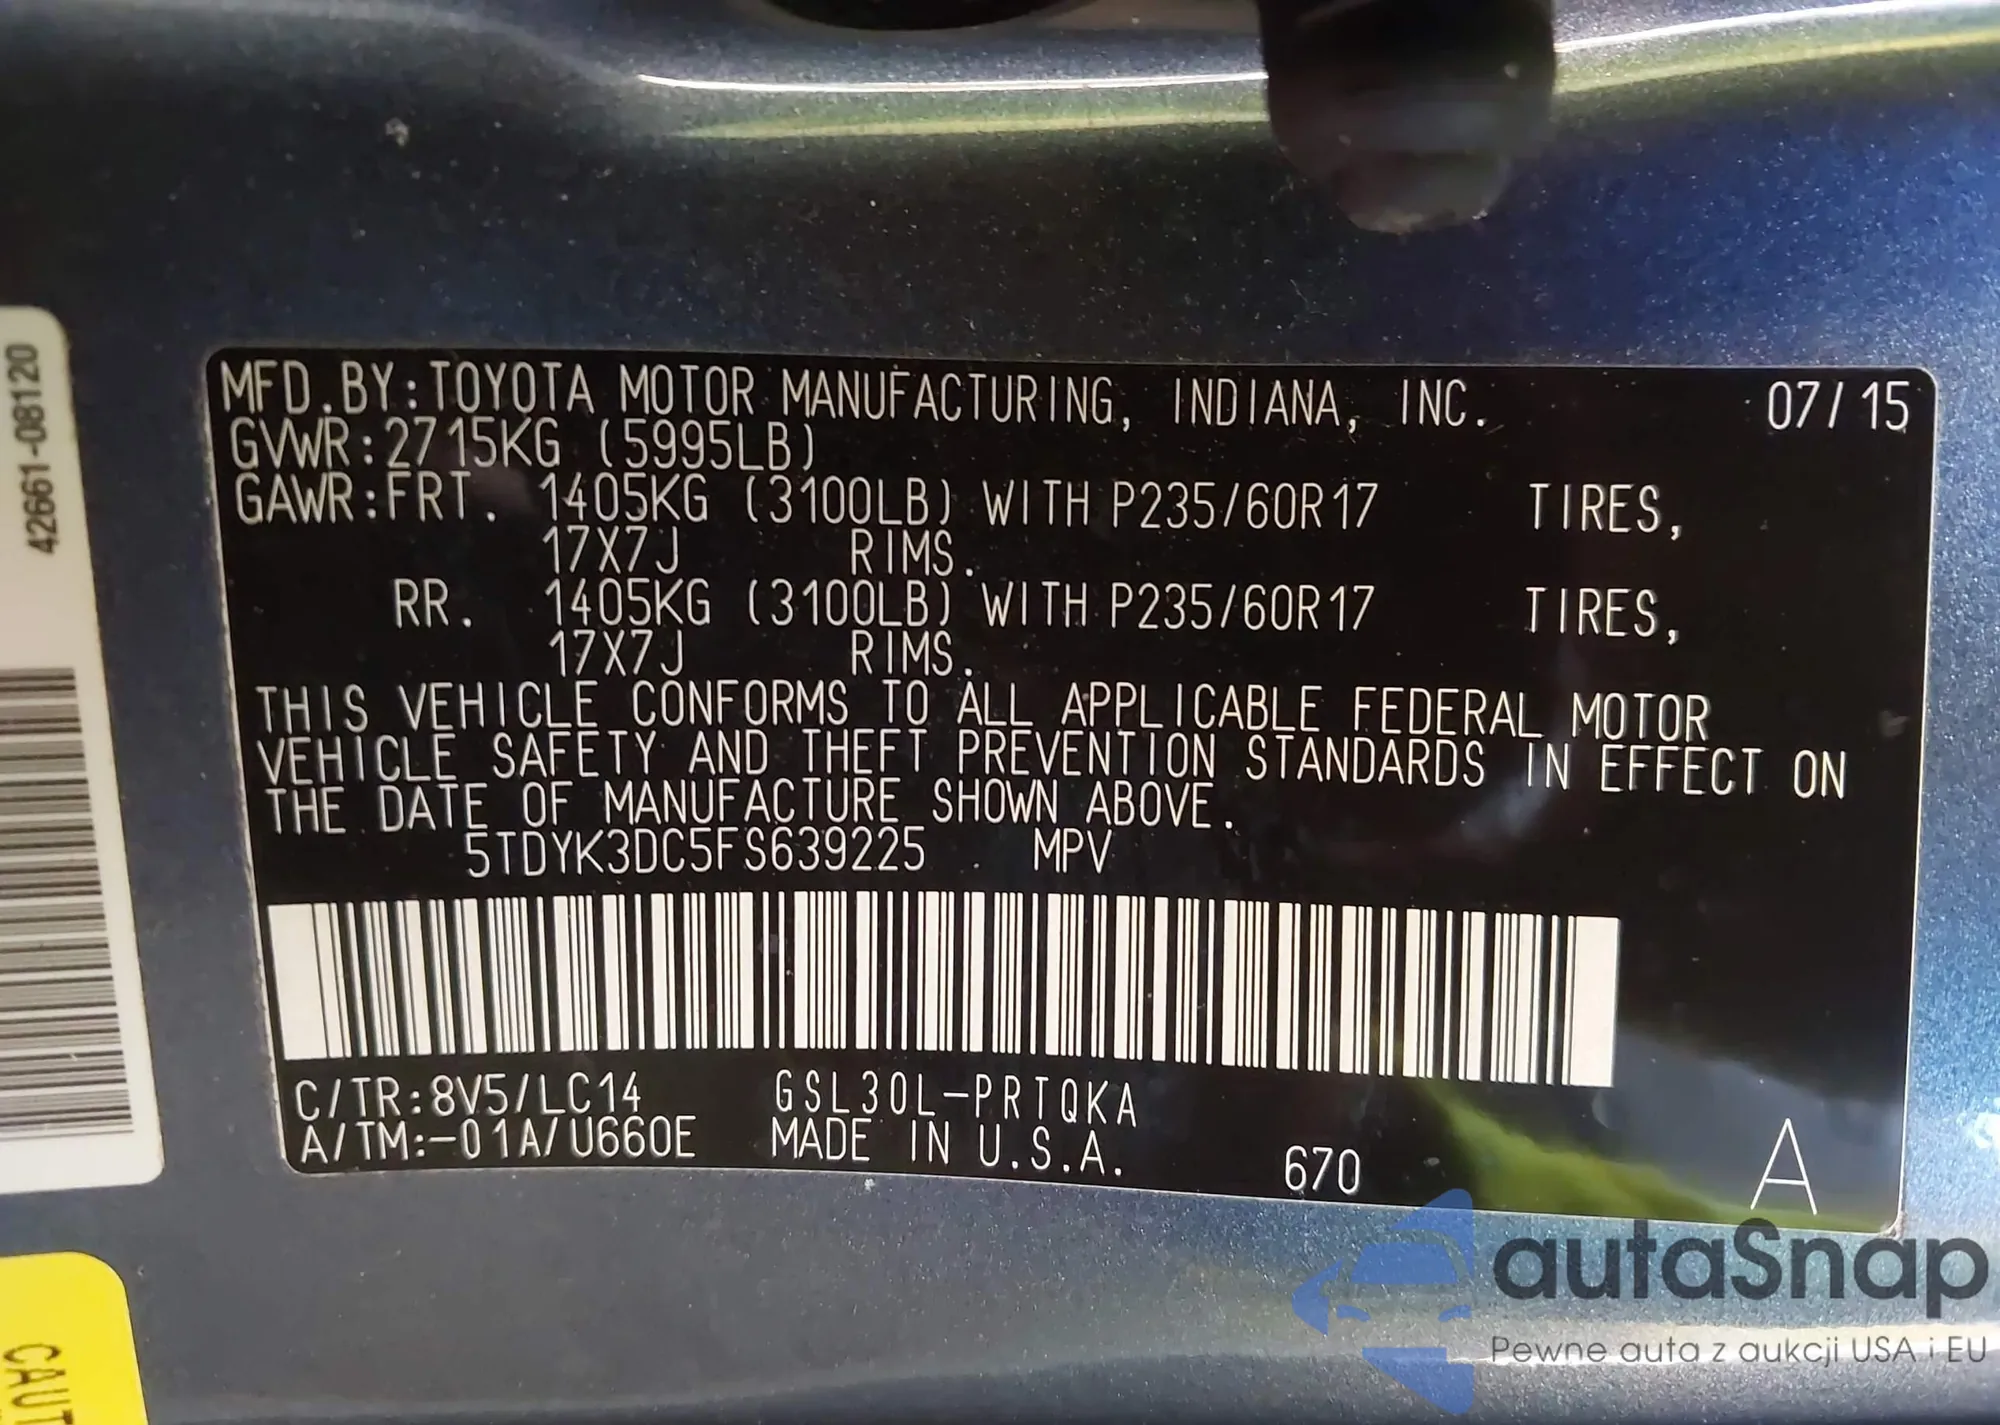 42661-08120
MFD.BY:TOYOTA MOTOR MANUFACTURING, INDIANA, INC. 07/15
GVWR:2715KG (5995LB)
GAWR:FRT. 1405KG (3100LB) WITH P235/60R17 TIRES,
17X7J RIMS.
RR. 1405KG (3100LB) WITH P235/60R17 TIRES,
17X7J RIMS.
THIS VEHICLE CONFORMS TO ALL APPLICABLE FEDERAL MOTOR
VEHICLE SAFETY AND THEFT PREVENTION STANDARDS IN EFFECT ON
THE DATE OF MANUFACTURE SHOWN ABOVE.
5TDYK3DC5FS639225 MPV
C/TR:8V5/LC14 GSL30L-PRTQKA
A/TM:-01A/U660E MADE IN U.S.A. 670 A
CAUT
autaSnap
Pewne auta z aukcji USA i EU